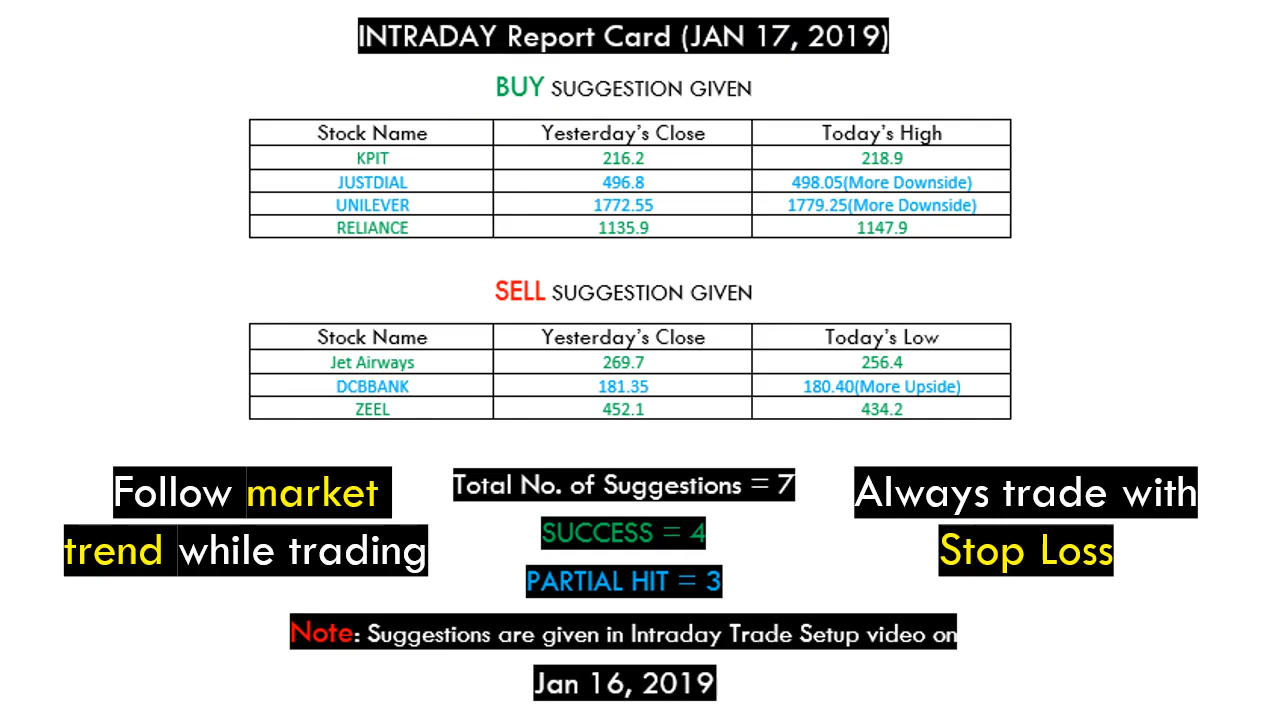 INTRADAY Report Card (JAN 17, 2019)
BUY SUGGESTION GIVEN
Stock Name Yesterday's Close Today's High
KPIT 216.2 218.9
JUSTDIAL 496.8 498.05(More Downside)
UNILEVER 1772.55 1779.25(More Downside)
RELIANCE 1135.9 1147.9
SELL SUGGESTION GIVEN
Stock Name Yesterday's Close Today's Low
Jet Airways 269.7 256.4
DCBBANK 181.35 180.40(More Upside)
ZEEL 452.1 434.2
Follow market
trend while trading
Total No. of Suggestions = 7
SUCCESS = 4
PARTIAL HIT = 3
Always trade with
Stop Loss
Note: Suggestions are given in Intraday Trade Setup video on
Jan 16, 2019